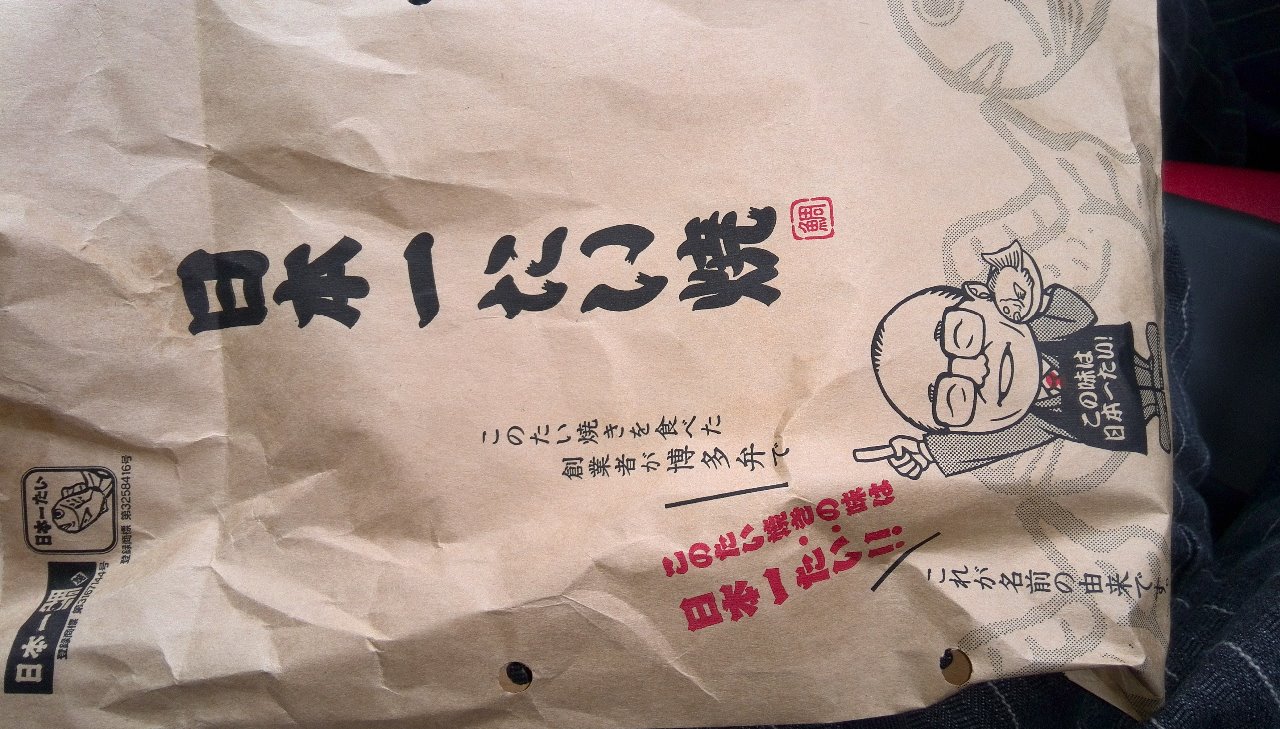 日本一たい焼
鯛
このたい焼きを食べた
創業者が博多弁で
このたい焼きの味は
日本一たい!!
これが名前の由来です
この味は
日本一たい!
日本一たい
登録商標 第3258416号
日本一